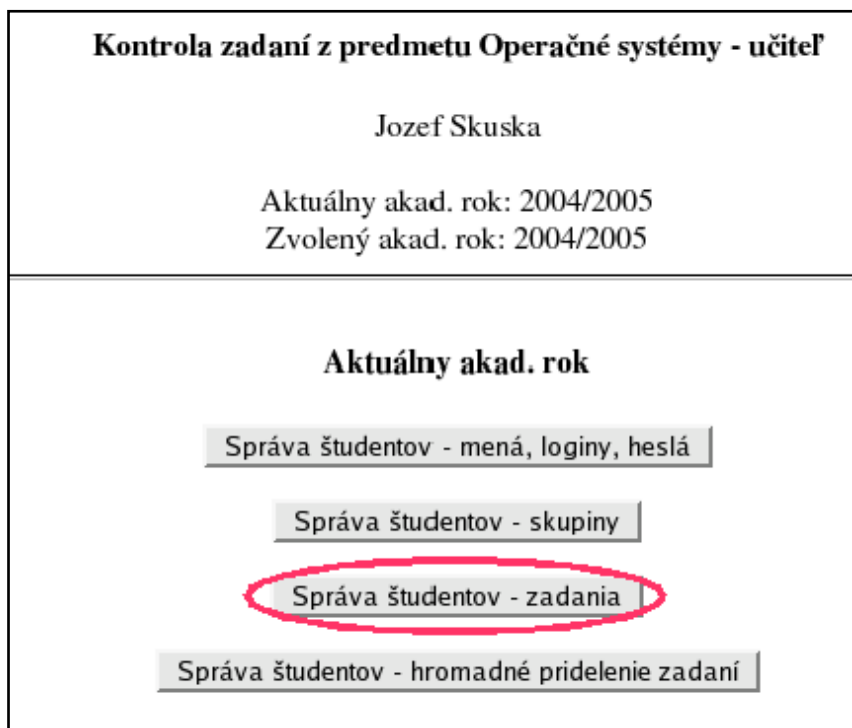 Kontrola zadaní z predmetu Operačné systémy - učiteľ
Jozef Skuska
Aktuálny akad. rok: 2004/2005
Zvolený akad. rok: 2004/2005
Aktuálny akad. rok
Správa študentov - mená, loginy, heslá
Správa študentov - skupiny
Správa študentov - zadania
Správa študentov - hromadné pridelenie zadaní